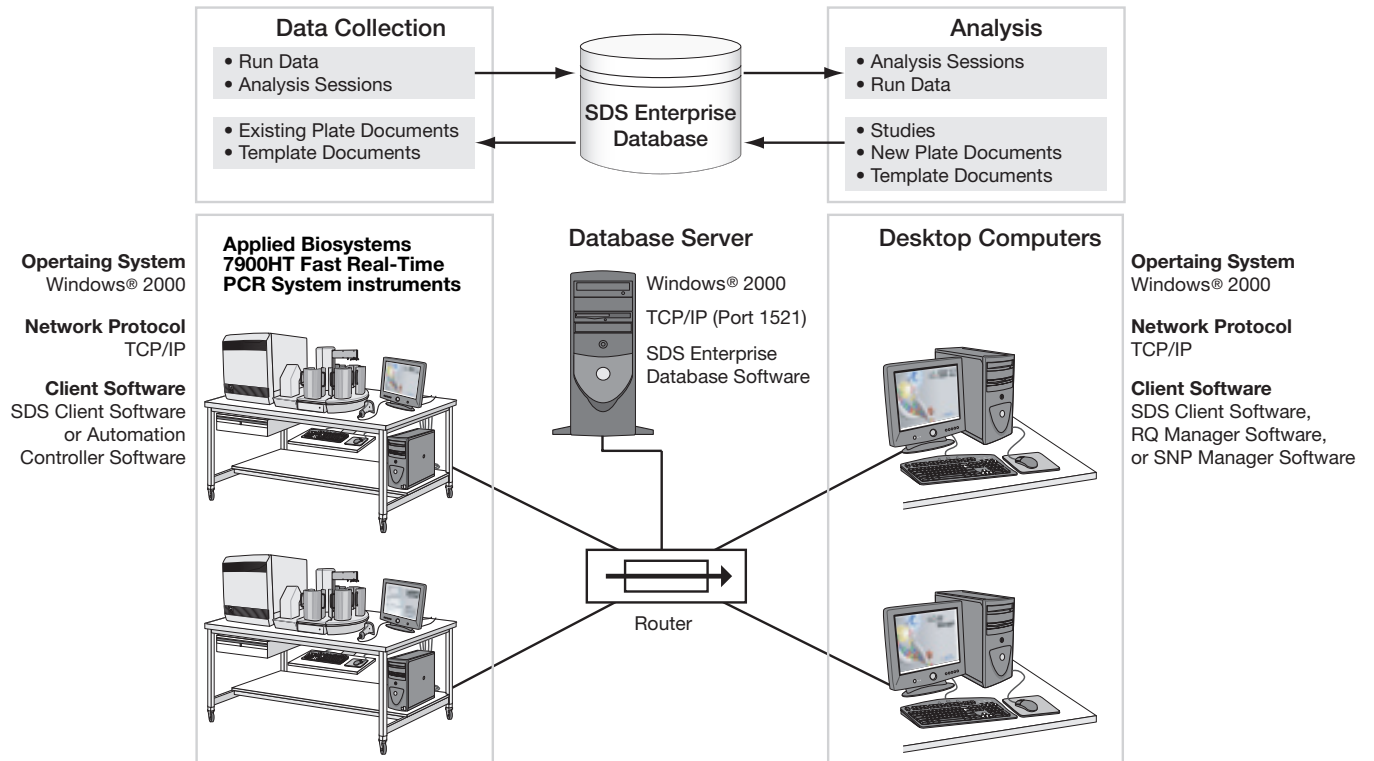 Data Collection
• Run Data
• Analysis Sessions
• Existing Plate Documents
• Template Documents
SDS Enterprise
Database
Analysis
• Analysis Sessions
• Run Data
• Studies
• New Plate Documents
• Template Documents
Opertaing System
Windows® 2000
Network Protocol
TCP/IP
Client Software
SDS Client Software
or Automation
Controller Software
Applied Biosystems
7900HT Fast Real-Time
PCR System instruments
Database Server
Windows® 2000
TCP/IP (Port 1521)
SDS Enterprise
Database Software
Router
Desktop Computers
Opertaing System
Windows® 2000
Network Protocol
TCP/IP
Client Software
SDS Client Software,
RQ Manager Software,
or SNP Manager Software